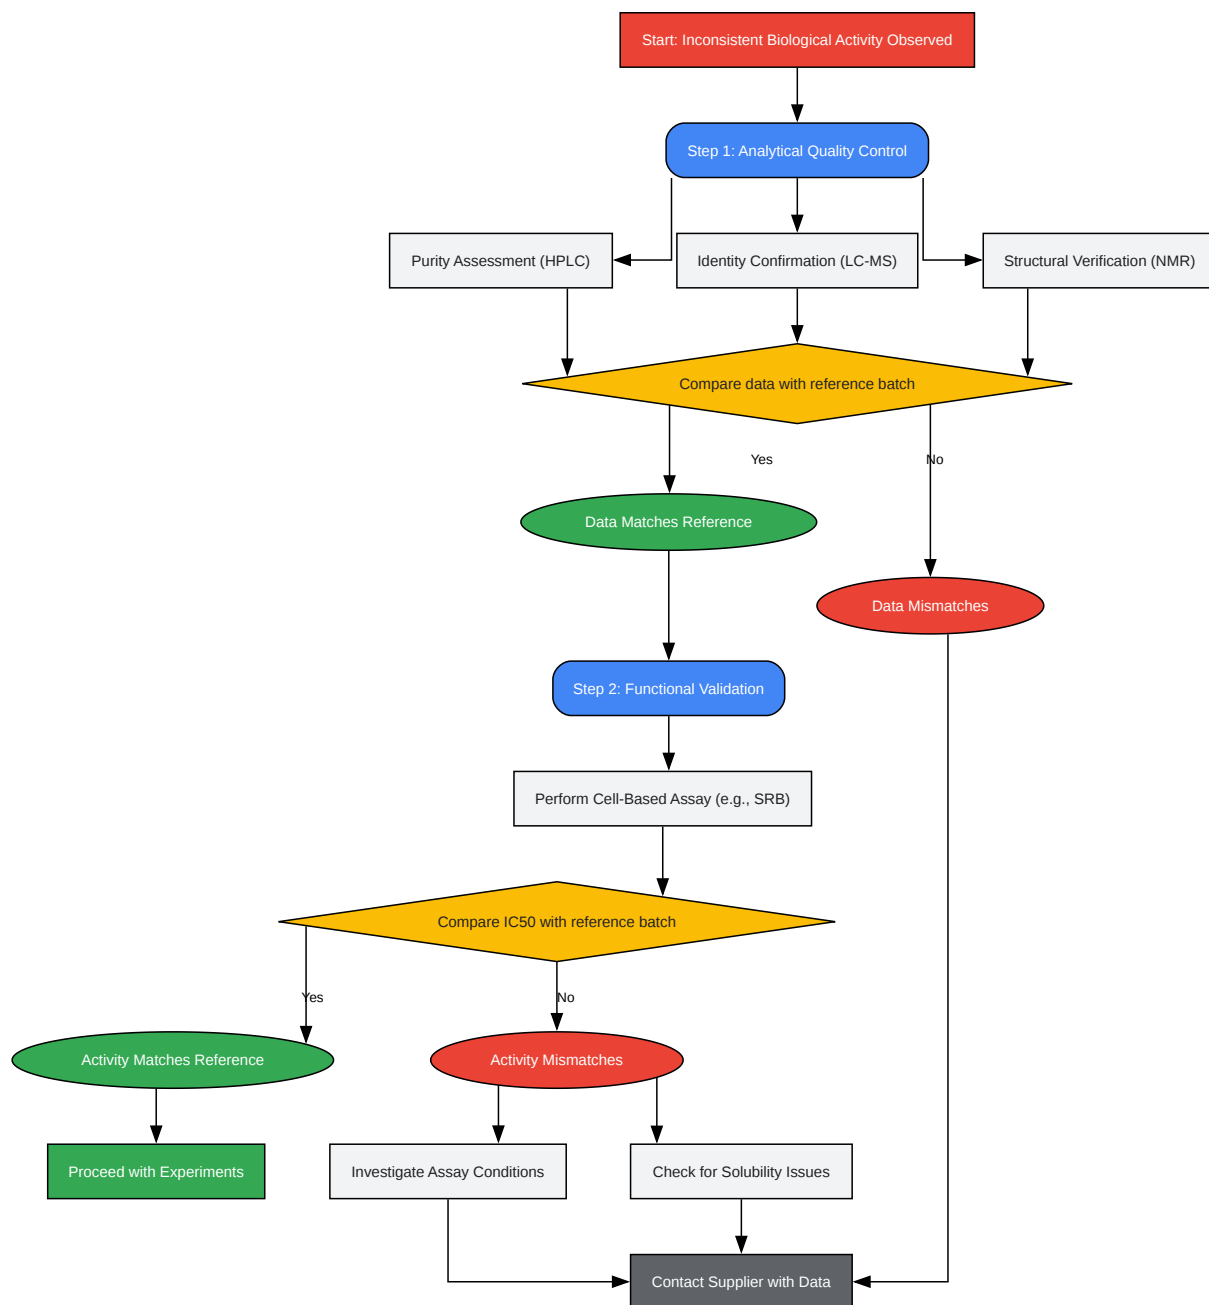 Start: Inconsistent Biological Activity Observed
Step 1: Analytical Quality Control
Purity Assessment (HPLC)
Identity Confirmation (LC-MS)
Structural Verification (NMR)
Compare data with reference batch
Yes
No
Data Matches Reference
Data Mismatches
Step 2: Functional Validation
Perform Cell-Based Assay (e.g., SRB)
Compare IC50 with reference batch
Yes
No
Activity Matches Reference
Activity Mismatches
Proceed with Experiments
Investigate Assay Conditions
Check for Solubility Issues
Contact Supplier with Data